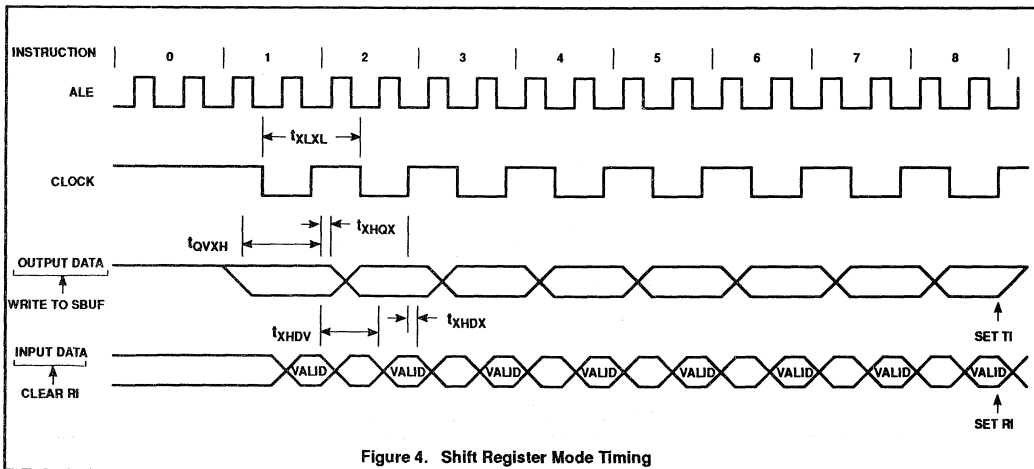 INSTRUCTION | 0 | 1 | 2 | 3 | 4 | 5 | 6 | 7 | 8 |
ALE
tXLXL
CLOCK
tXHQX
tQVXH
OUTPUT DATA
WRITE TO SBUF
tXHDV
tXHDX
SET TI
INPUT DATA
VALID VALID VALID VALID VALID VALID VALID VALID
CLEAR RI
SET RI
Figure 4. Shift Register Mode Timing